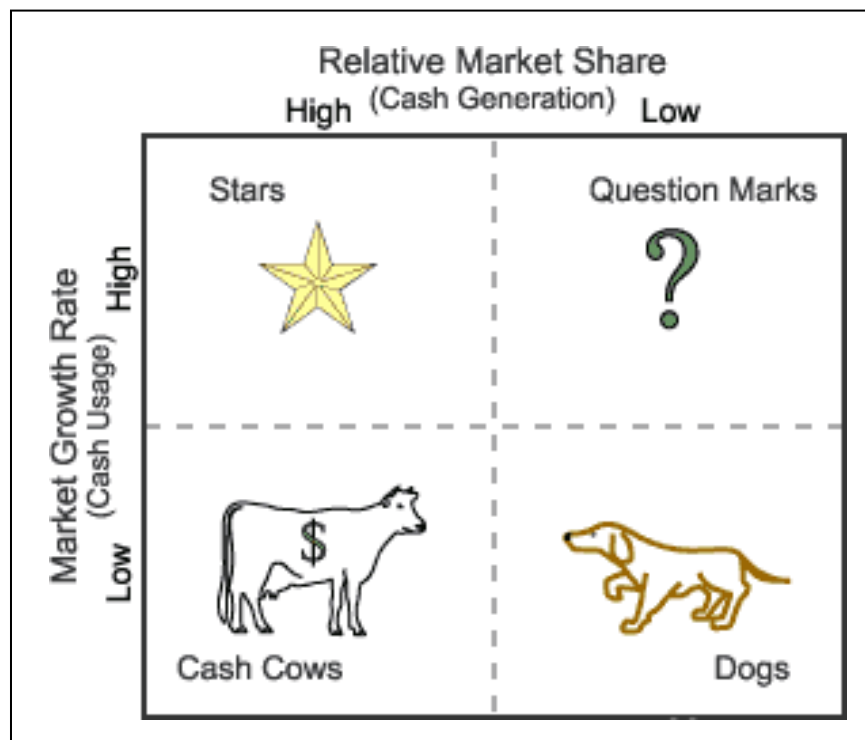 Relative Market Share
(Cash Generation)
High Low
Stars Question Marks
?
Market Growth Rate
(Cash Usage)
High
Low
$
Cash Cows Dogs